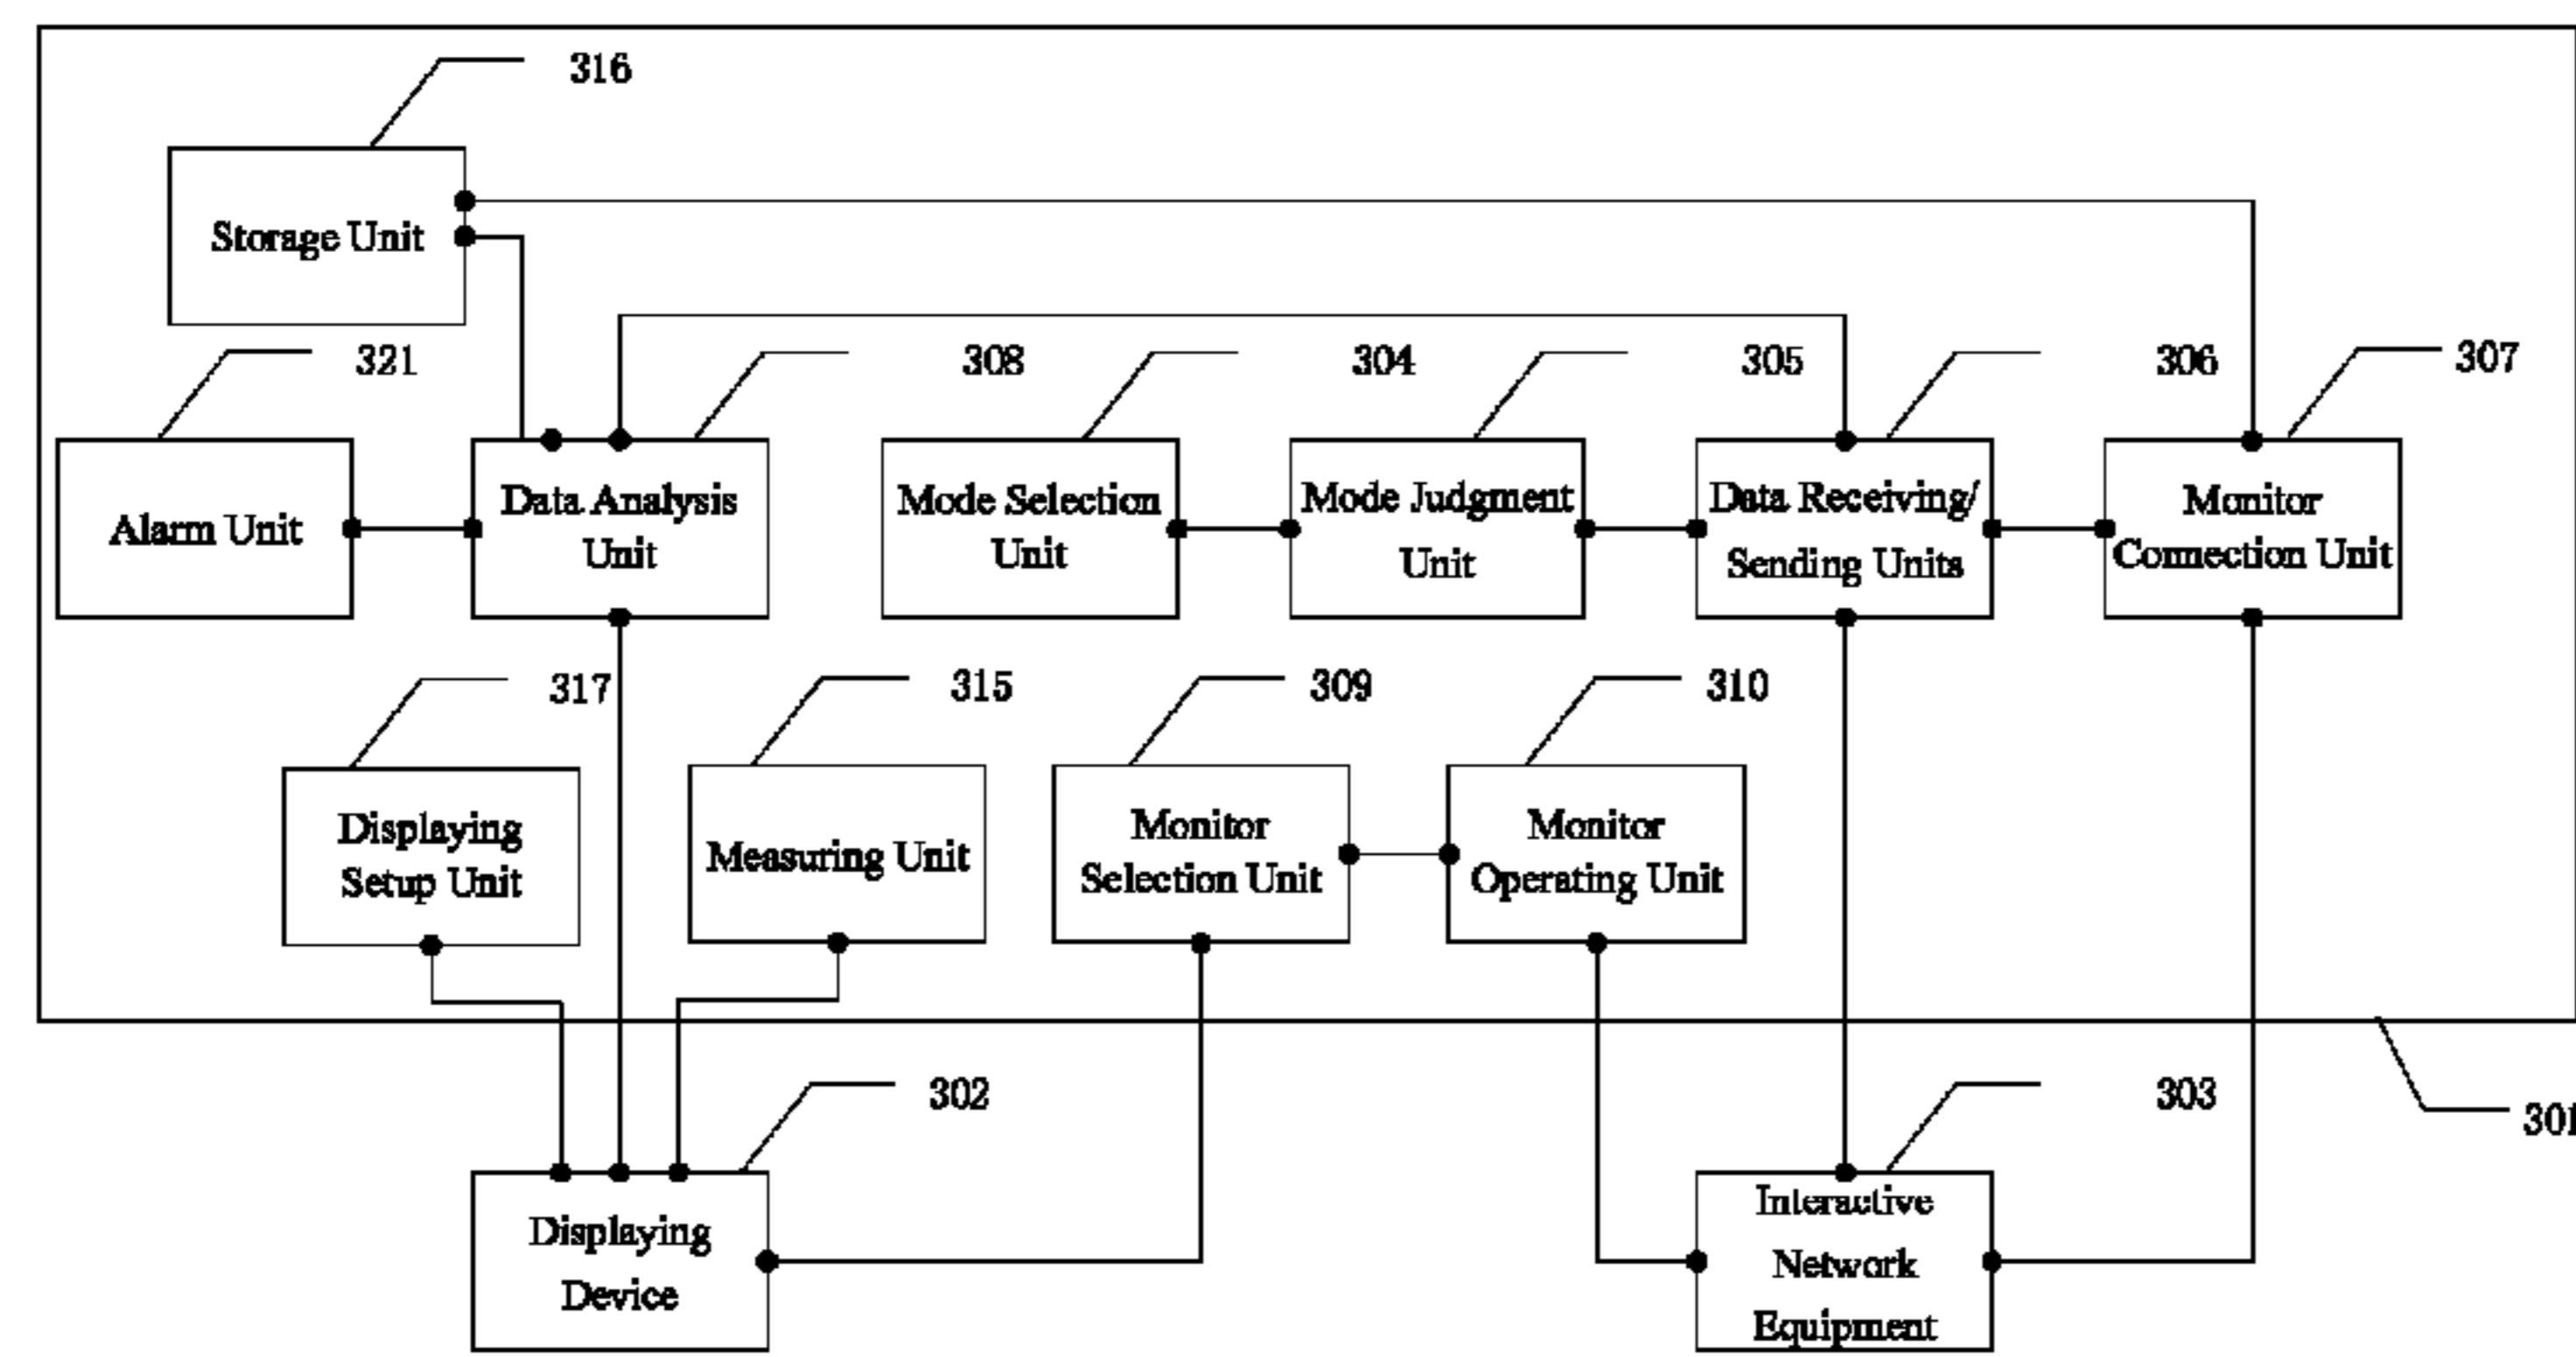 316
Storage Unit
321
308
304
305
306
307
Alarm Unit
Data Analysis
Unit
Mode Selection
Unit
Mode Judgment
Unit
Data Receiving/
Sending Units
Monitor
Connection Unit
317
315
309
310
Displaying
Setup Unit
Measuring Unit
Monitor
Selection Unit
Monitor
Operating Unit
302
303
301
Displaying
Device
Interactive
Network
Equipment